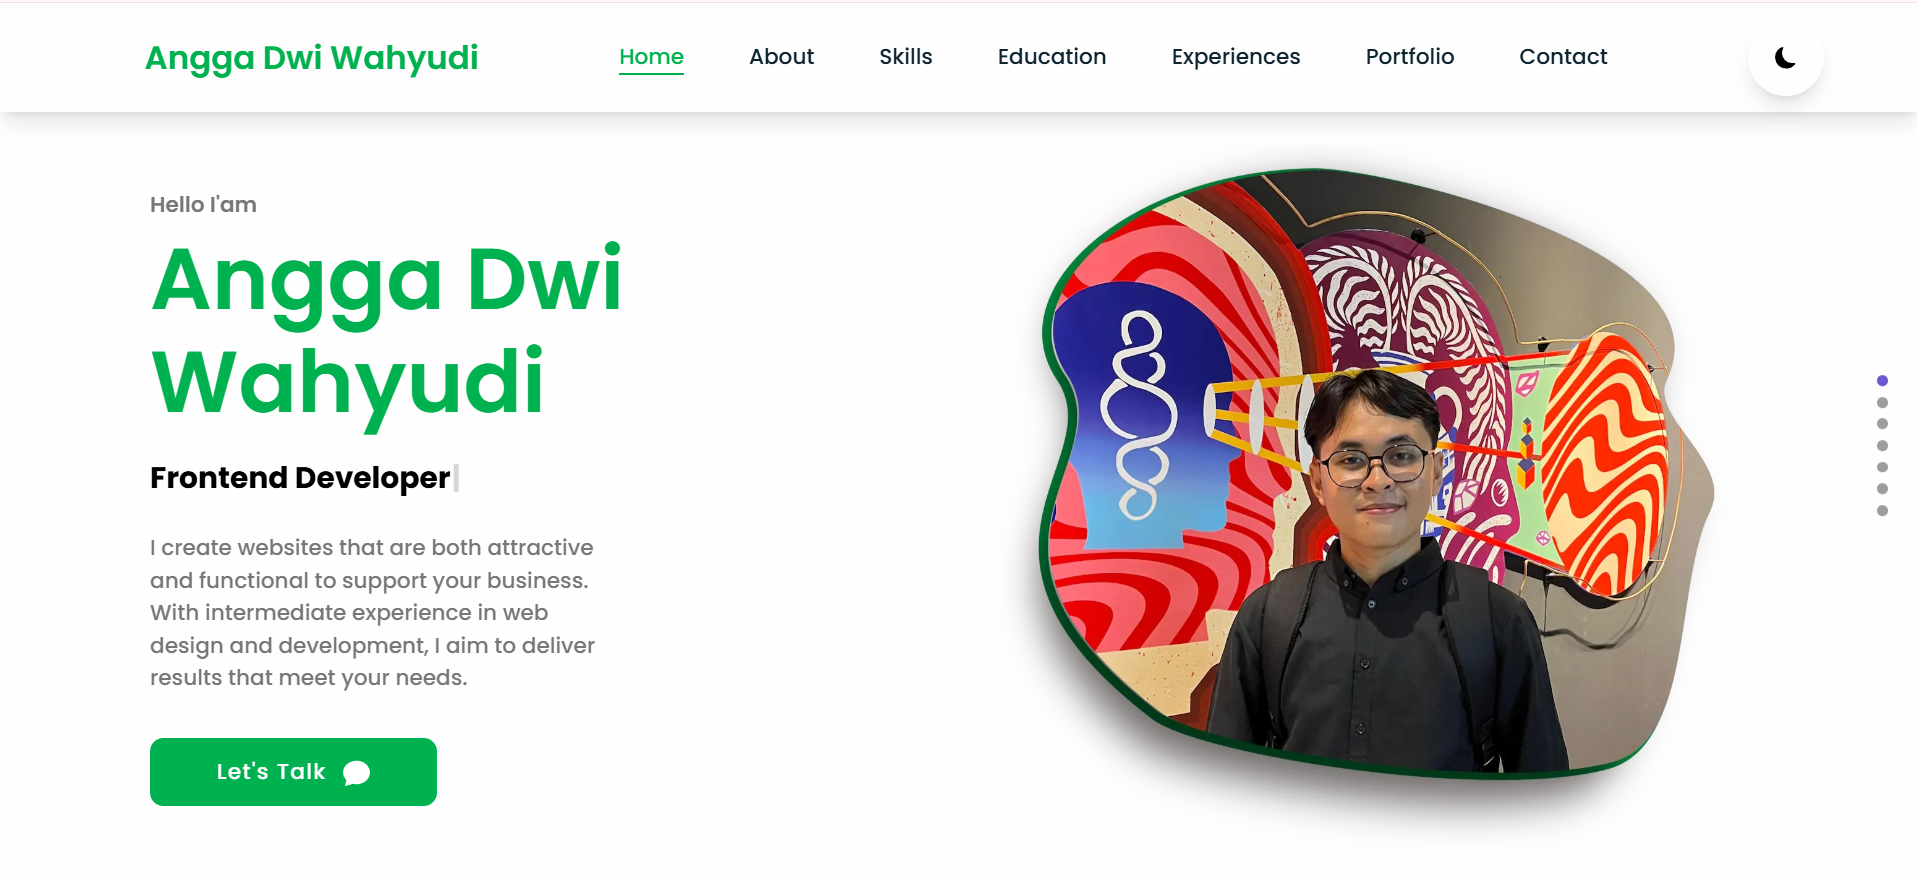 Angga Dwi Wahyudi
Home
About
Skills
Education
Experiences
Portfolio
Contact
Hello I'am
Angga Dwi
Wahyudi
Frontend Developer
I create websites that are both attractive
and functional to support your business.
With intermediate experience in web
design and development, I aim to deliver
results that meet your needs.
Let's Talk